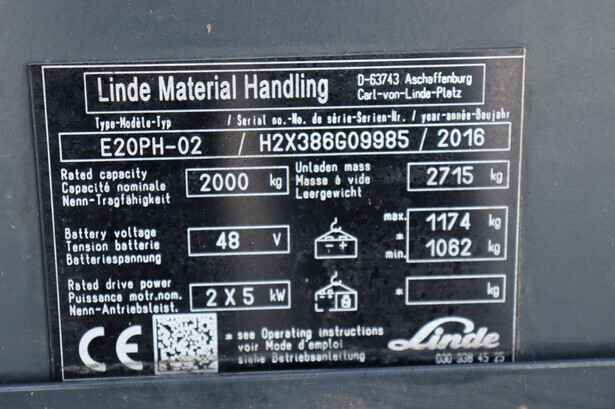 Linde Material Handling
D-63743 Aschaffenburg
Carl-von-Linde-Platz
Type-Modèle-Typ / Serial no.-No. de série-Serien-Nr. / year-année-Baujahr
E20PH-02 / H2X386G09985 / 2016
Rated capacity
Capacité nominale
Nenn-Tragfähigkeit
2000 kg
Unladen mass
Masse à vide
Leergewicht
2715 kg
Battery voltage
Tension batterie
Batteriespannung
48 V
max. 1174 kg
*
min. 1062 kg
Rated drive power
Puissance motr.nom.
Nenn-Antriebsleist.
2 X 5 kW
* kg
CE
* see Operating instructions
voir Mode d'emploi
siehe Betriebsanleitung
Linde
000 938 45 25